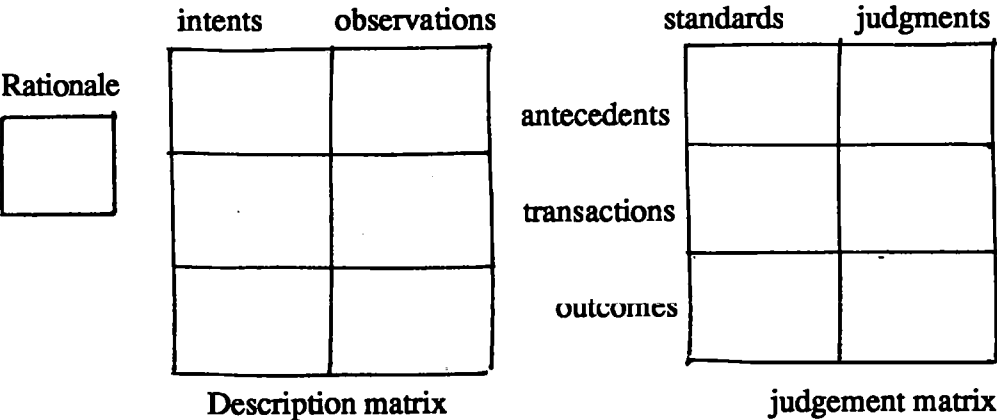 intents observations standards judgments
Rationale
antecedents
transactions
outcomes
Description matrix judgement matrix